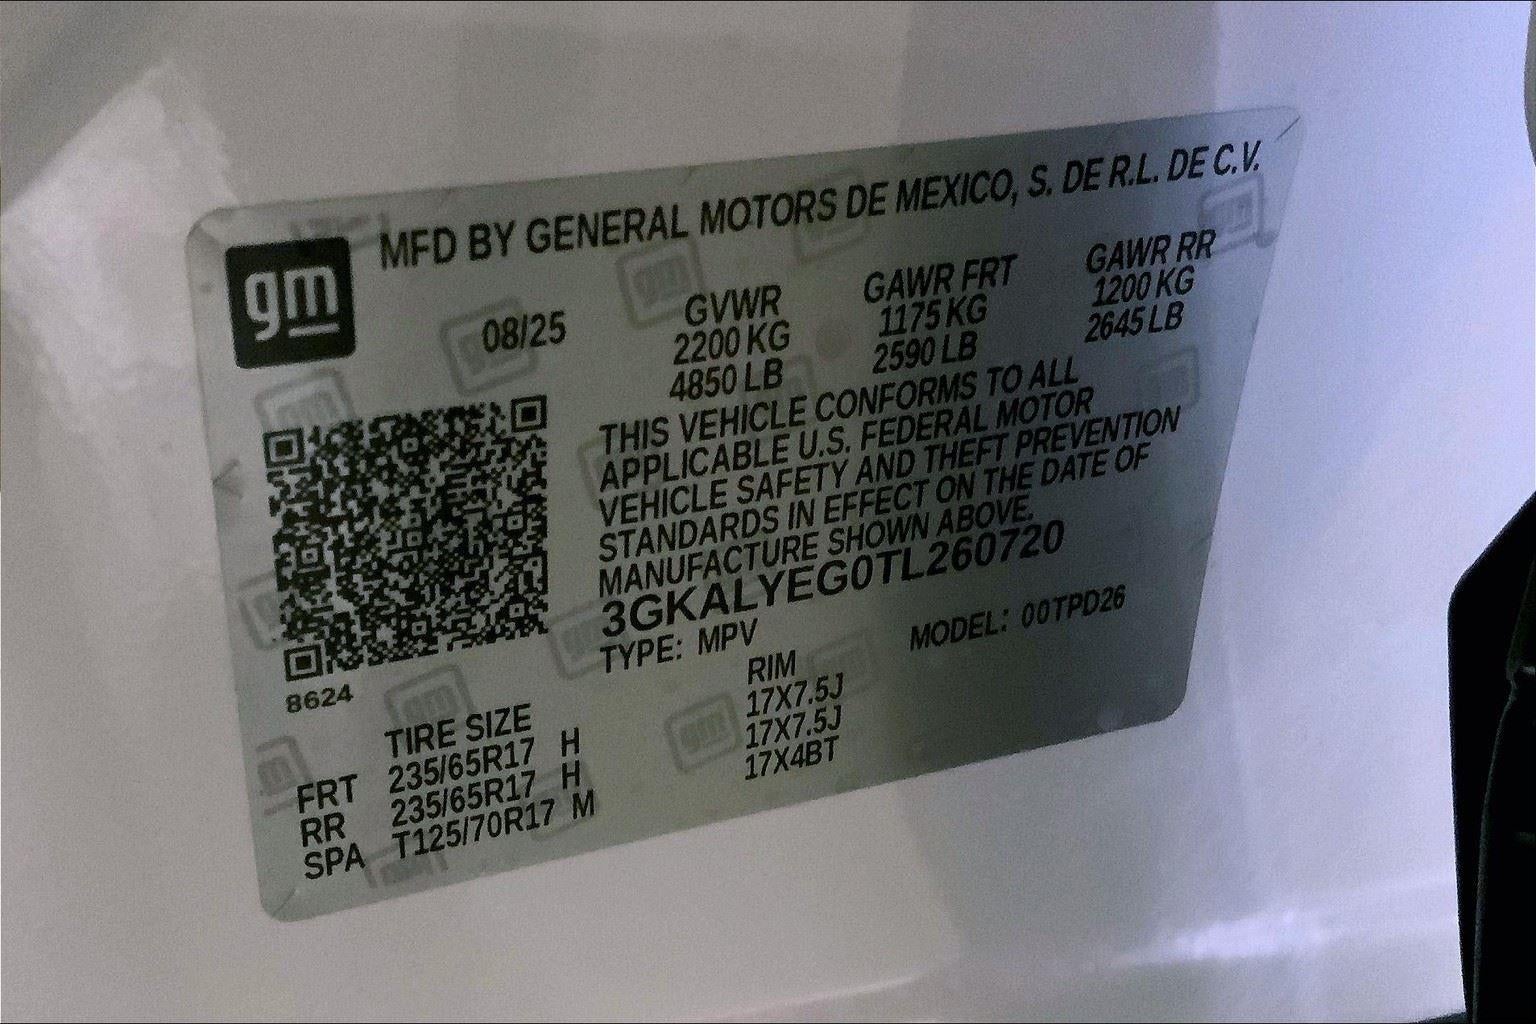 gm
MFD BY GENERAL MOTORS DE MEXICO, S. DE R.L. DE C.V.
08/25 GVWR GAWR FRT GAWR RR
2200 KG 1175 KG 1200 KG
4850 LB 2590 LB 2645 LB
THIS VEHICLE CONFORMS TO ALL
APPLICABLE U.S. FEDERAL MOTOR
VEHICLE SAFETY AND THEFT PREVENTION
STANDARDS IN EFFECT ON THE DATE OF
MANUFACTURE SHOWN ABOVE.
3GKALYEG0TL260720
TYPE: MPV MODEL: 00TPD26
8624
TIRE SIZE RIM
FRT 235/65R17 H 17X7.5J
RR 235/65R17 H 17X7.5J
SPA T125/70R17 M 17X4BT